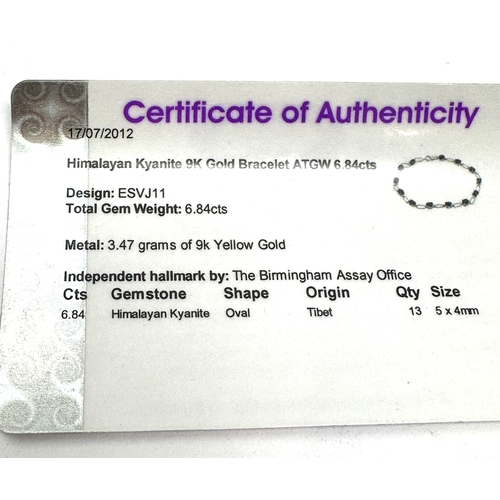 Certificate of Authenticity
17/07/2012
Himalayan Kyanite 9K Gold Bracelet ATGW 6.84cts
Design: ESVJ11
Total Gem Weight: 6.84cts
Metal: 3.47 grams of 9k Yellow Gold
Independent hallmark by: The Birmingham Assay Office
Cts Gemstone Shape Origin Qty Size
6.84 Himalayan Kyanite Oval Tibet 13 5 x 4mm